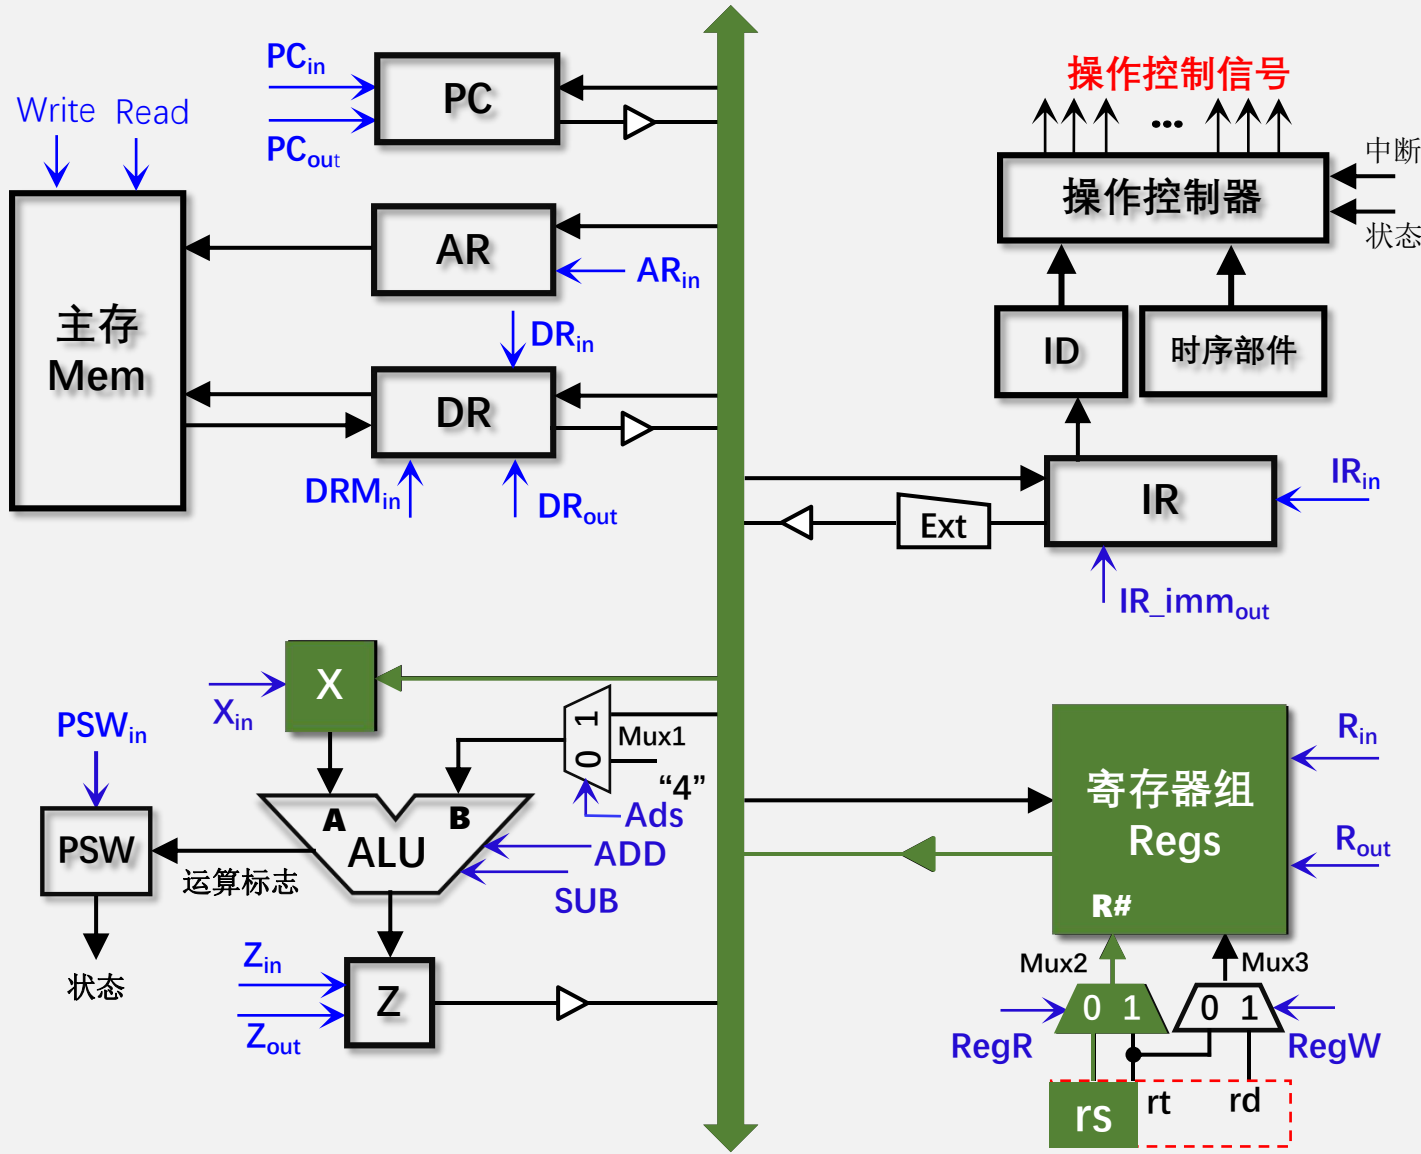 PCin
PC
PCout
Write
Read
操作控制信号
...
中断
操作控制器
状态
AR
ARin
主存
Mem
DRin
DR
DRMin
DRout
ID
时序部件
IR
IRin
Ext
IR_immout
X
Xin
PSWin
1
0
Mux1
"4"
Ads
A
B
ALU
ADD
SUB
PSW
运算标志
状态
Zin
Z
Zout
寄存器组
Regs
Rin
Rout
R#
Mux2
Mux3
0 1
0 1
RegR
RegW
rs
rt
rd